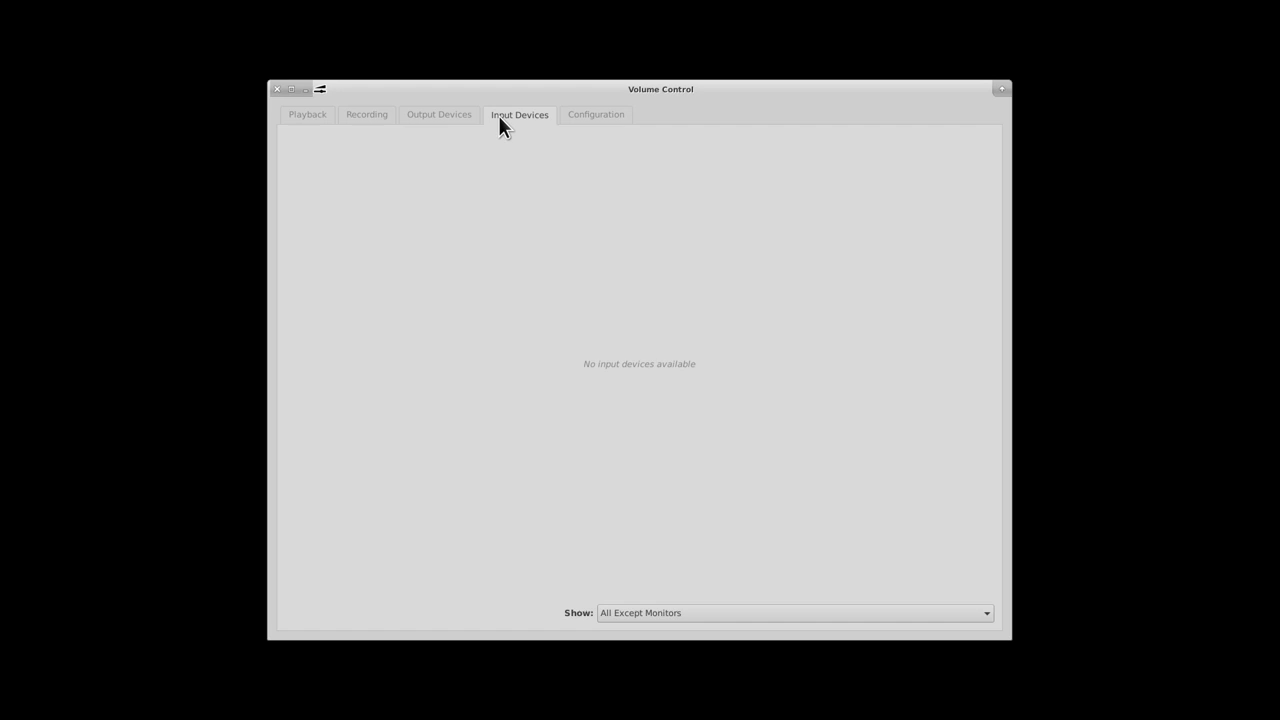 Volume Control
Playback Recording Output Devices Input Devices Configuration
No input devices available
Show: All Except Monitors